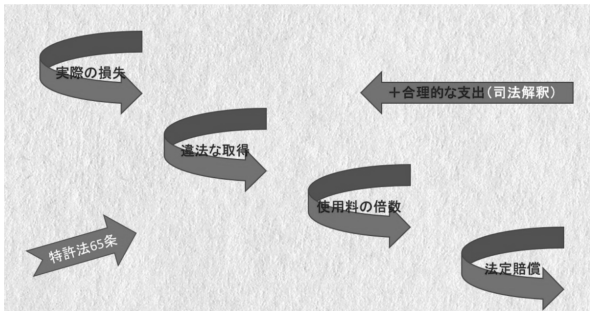 実際の損失
＋合理的な支出（司法解釈）
違法な取得
使用料の倍数
特許法65条
法定賠償